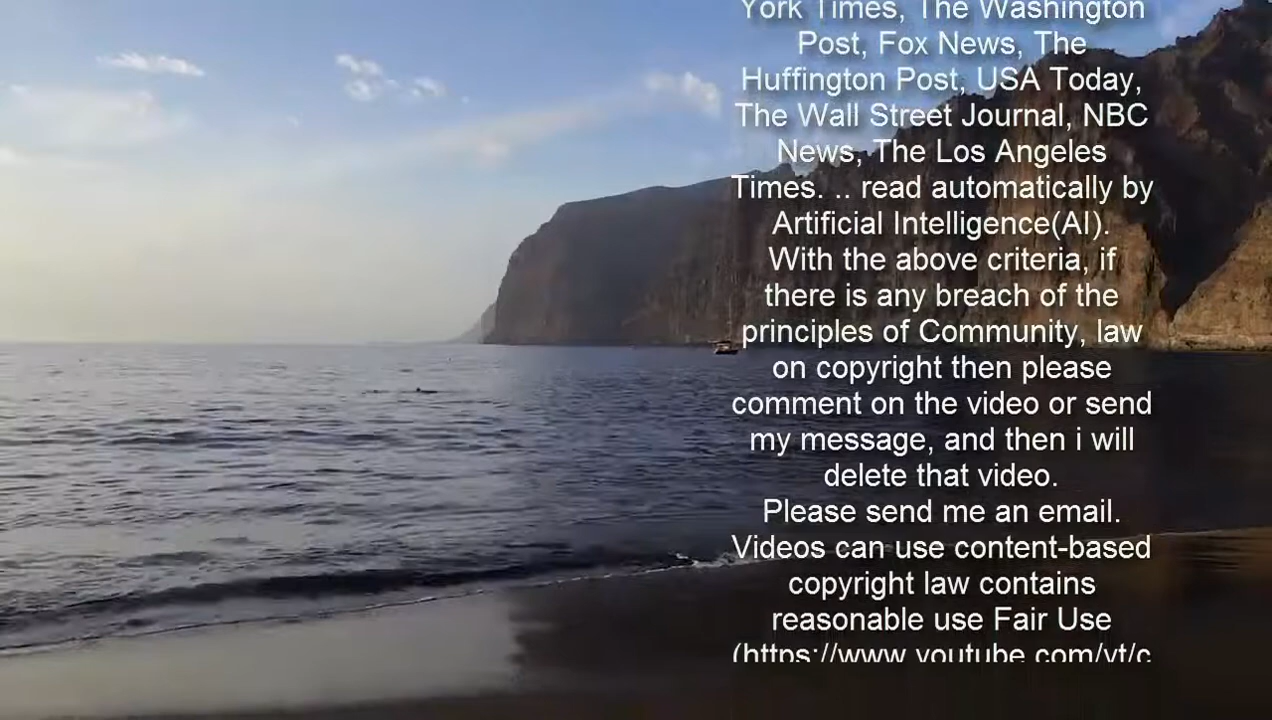 York Times, The Washington
Post, Fox News, The
Huffington Post, USA Today,
The Wall Street Journal, NBC
News, The Los Angeles
Times. .. read automatically by
Artificial Intelligence(AI).
With the above criteria, if
there is any breach of the
principles of Community, law
on copyright then please
comment on the video or send
my message, and then i will
delete that video.
Please send me an email.
Videos can use content-based
copyright law contains
reasonable use Fair Use
(https://www.youtube.com/yt/c